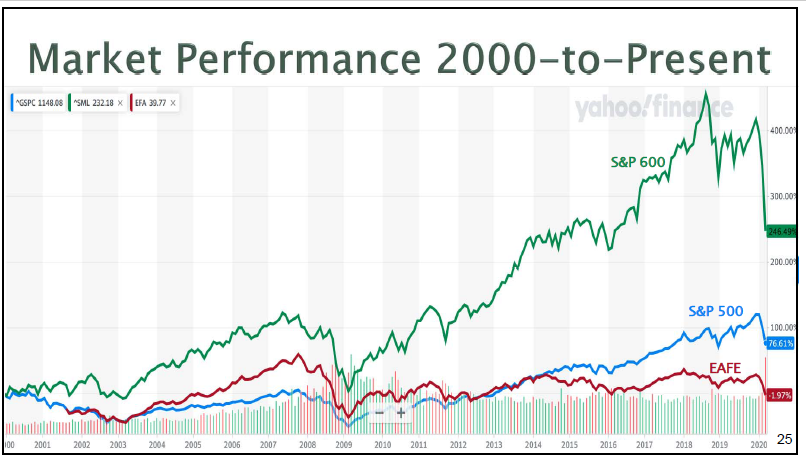 Market Performance 2000-to-Present
^GSPC 1148.08 ^SML 232.18 × EFA 39.77 ×
yahoo!finance
400.00%
S&P 600
300.00%
246.49%
200.00%
S&P 500
100.00%
76.61%
EAFE
-1.97%
2001 2002 2003 2004 2005 2006 2007 2008 2009 2010 2011 2012 2013 2014 2015 2016 2017 2018 2019 2020
25